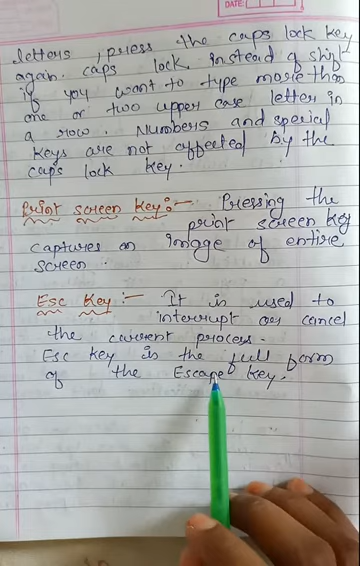 DATE:
letters, press the caps lock key
again. caps lock instead of shift
if you want to type more than
one or two upper case letter in
a row. Numbers and special
keys are not affected by the
caps lock key.
Print screen key:- Pressing the
print screen key
captures an image of entire
screen.
Esc Key :- It is used to
interrupt or cancel
the current process.
Esc key is the full form
of the Escape key.